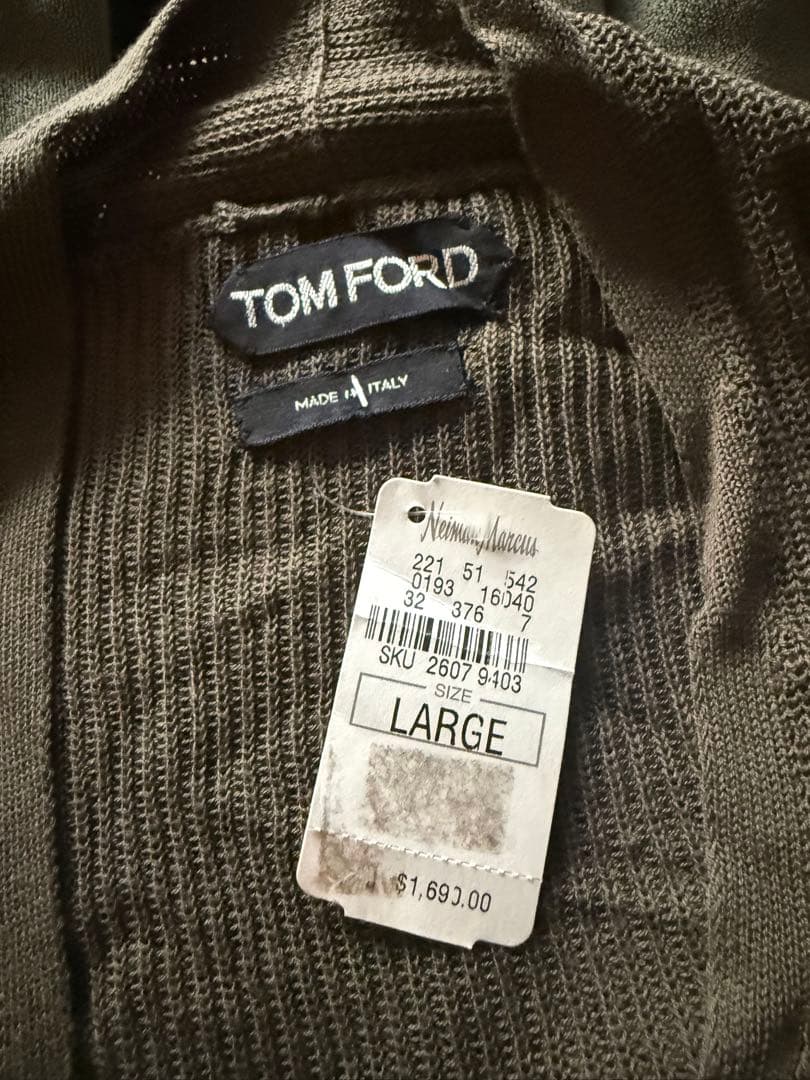 TOM FORD
MADE IN ITALY
Neiman Marcus
221 51 542
0193 16040
32 376 7
SKU 2607 9403
SIZE
LARGE
$1,690.00